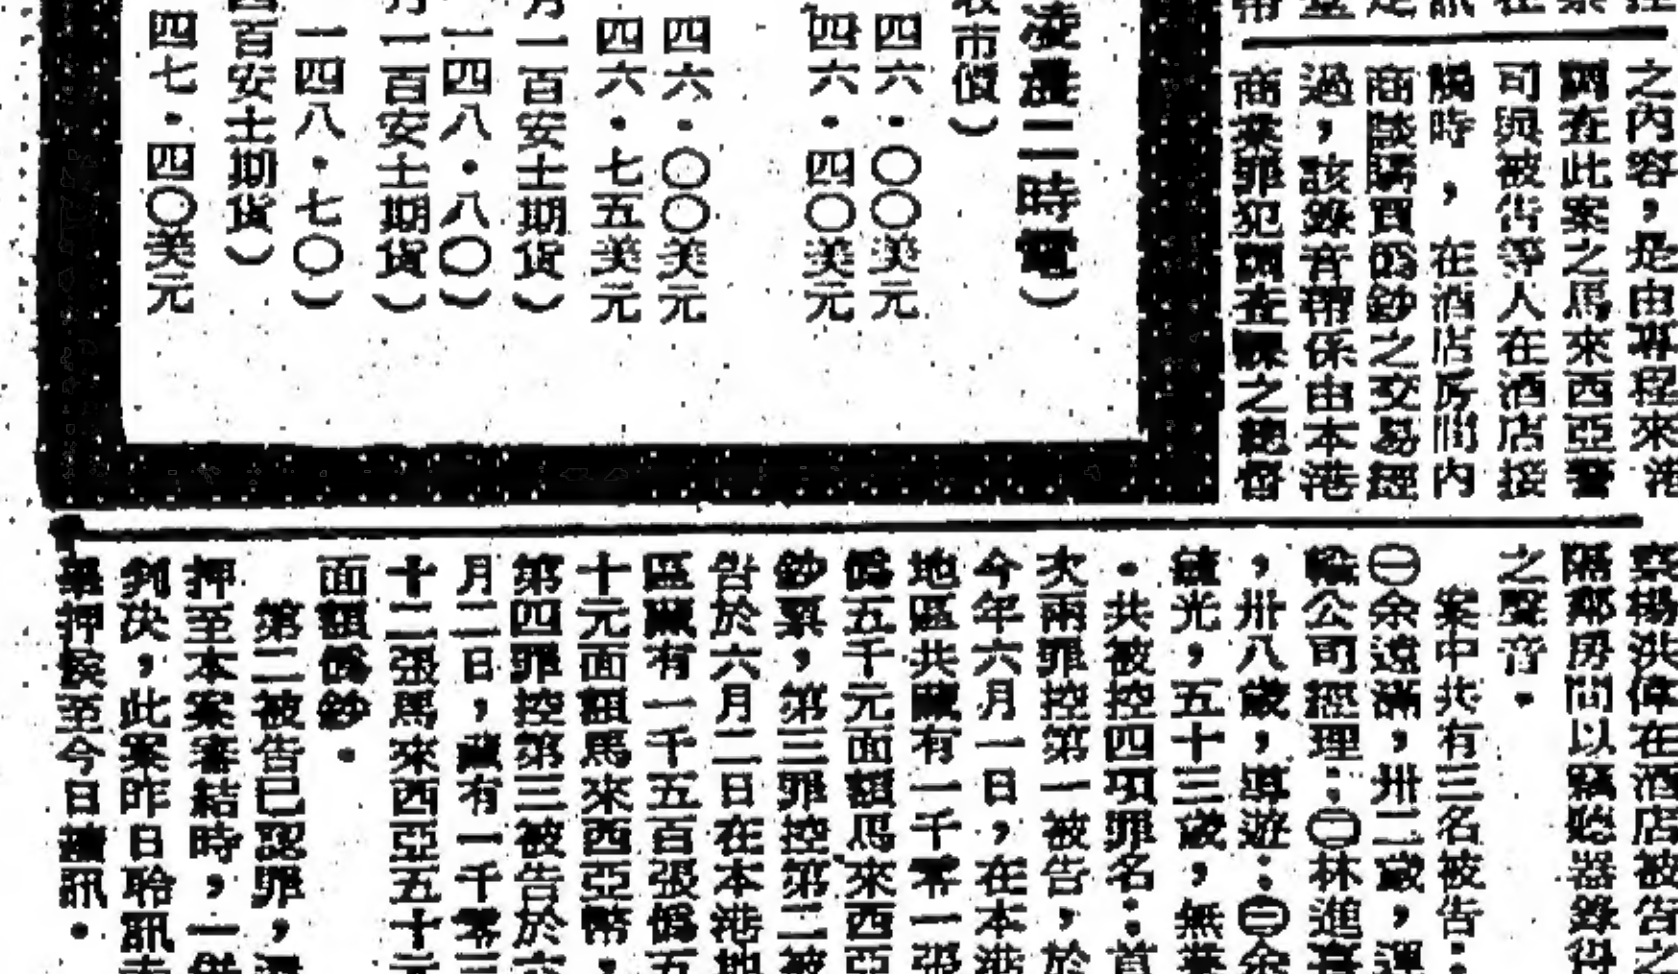 之內容，是由專程來港
調查此案之馬來西亞警
司與被告等人在酒店接
觸時，在酒店房間內
商談購買偽鈔之交易經
過，該錄音帶係由本港
商業罪犯調查課之總督
凌晨二時電）
收市價）
四六．〇〇美元
四六．四〇美元
四六．〇〇美元
四六．七五美元
月一百安士期貨）
一四八．八〇）
月一百安士期貨）
一四八．七〇）
百安士期貨）
四七．四〇美元
察楊洪偉在酒店被告之
隔鄰房間以竊聽器錄得
之聲音。
案中共有三名被告：
㊀余遠滿，卅二歲，運
輸公司經理；㊁林進
，卅八歲，導遊；㊂余
光，五十三歲，無業
。共被控四項罪名：首
次兩罪控第一被告，於
今年六月一日，在本港
地區共藏有一千零一張
偽五千元面額馬來西亞
鈔票，第三罪控第二被
告於六月二日在本港地
區藏有一千五百張偽五
十元面額馬來西亞幣，
第四罪控第三被告於六
月二日，藏有一千零三
十二張馬來西亞五十元
面額偽鈔。
第二被告已認罪，還
押至本案審結時，一併
判決，此案昨日聆訊未
畢押候至今日續訊。